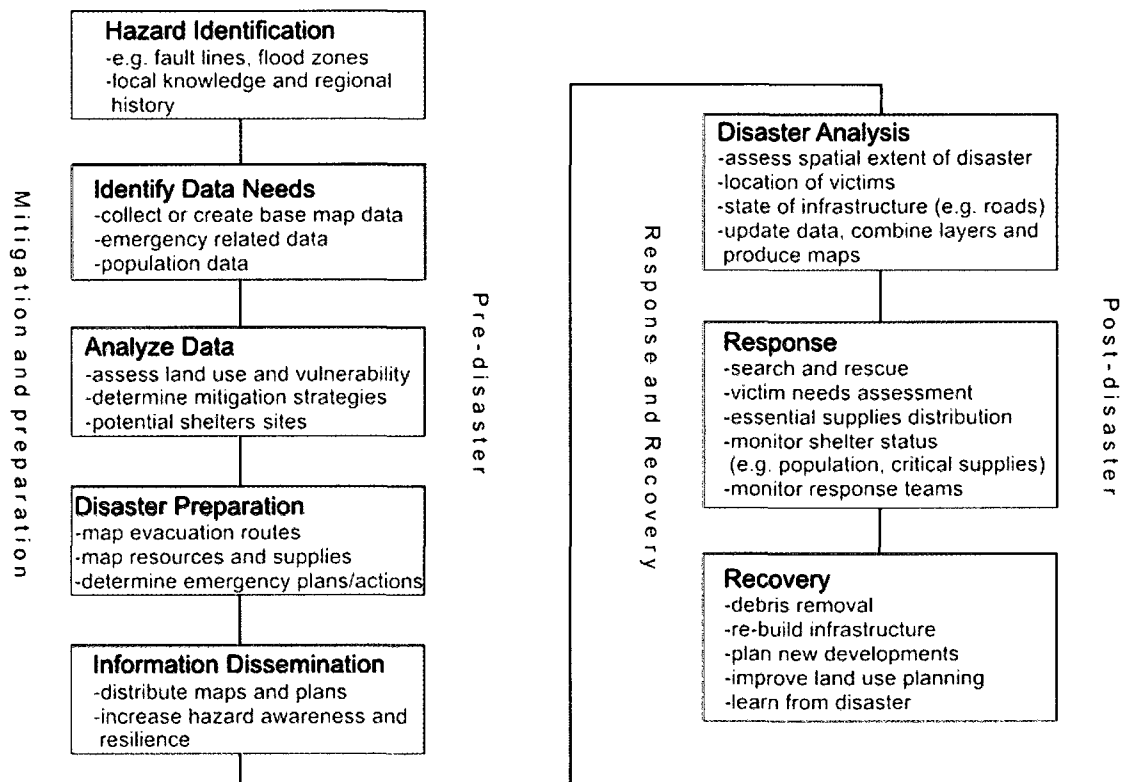 Mitigation and preparation
Hazard Identification
-e.g. fault lines, flood zones
-local knowledge and regional
history
Identify Data Needs
-collect or create base map data
-emergency related data
-population data
Analyze Data
-assess land use and vulnerability
-determine mitigation strategies
-potential shelters sites
Disaster Preparation
-map evacuation routes
-map resources and supplies
-determine emergency plans/actions
Information Dissemination
-distribute maps and plans
-increase hazard awareness and
resilience
Pre-disaster
Response and Recovery
Disaster Analysis
-assess spatial extent of disaster
-location of victims
-state of infrastructure (e.g. roads)
-update data, combine layers and
produce maps
Response
-search and rescue
-victim needs assessment
-essential supplies distribution
-monitor shelter status
(e.g. population, critical supplies)
-monitor response teams
Recovery
-debris removal
-re-build infrastructure
-plan new developments
-improve land use planning
-learn from disaster
Post-disaster